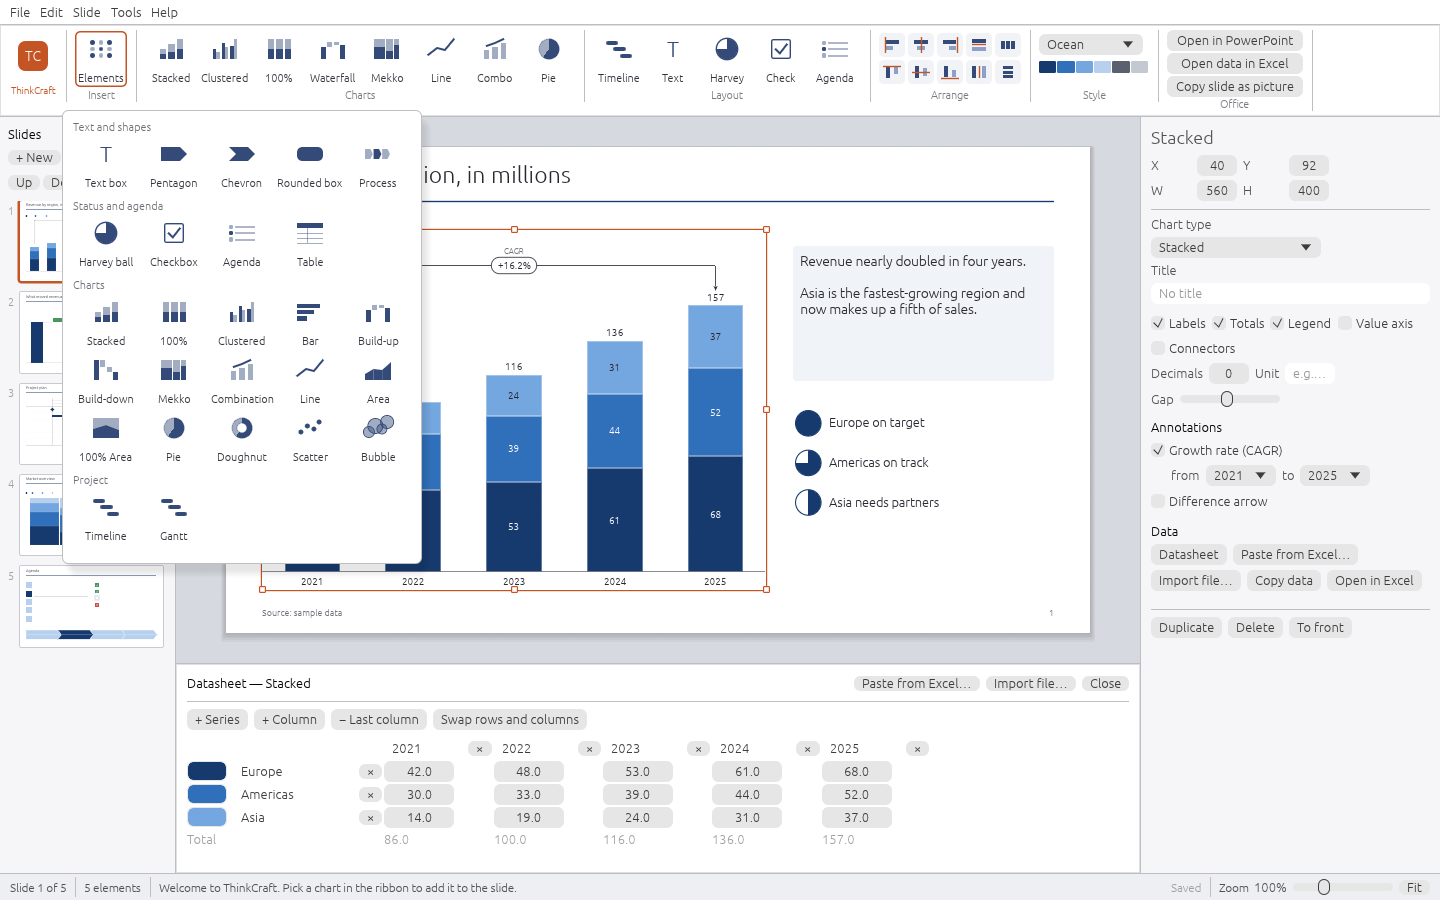 File Edit Slide Tools Help
TC
ThinkCraft
Elements
Insert
Stacked Clustered 100% Waterfall Mekko Line Combo Pie
Charts
Timeline Text Harvey Check Agenda
Layout
Arrange
Ocean
Style
Open in PowerPoint
Open data in Excel
Copy slide as picture
Office
Slides
+ New
Up
1
2
3
4
5
Text and shapes
Text box Pentagon Chevron Rounded box Process
Status and agenda
Harvey ball Checkbox Agenda Table
Charts
Stacked 100% Clustered Bar Build-up
Build-down Mekko Combination Line Area
100% Area Pie Doughnut Scatter Bubble
Project
Timeline Gantt
Project plan
Market overview
Agenda
ion, in millions
CAGR
+16.2%
157
136
116
37
31
24
52
44
39
68
61
53
2021 2022 2023 2024 2025
Revenue nearly doubled in four years.
Asia is the fastest-growing region and
now makes up a fifth of sales.
Europe on target
Americas on track
Asia needs partners
Source: sample data
1
Stacked
X 40 Y 92
W 560 H 400
Chart type
Stacked
Title
No title
Labels Totals Legend Value axis
Connectors
Decimals 0 Unit e.g.…
Gap
Annotations
Growth rate (CAGR)
from 2021 to 2025
Difference arrow
Data
Datasheet Paste from Excel…
Import file… Copy data Open in Excel
Duplicate Delete To front
Datasheet — Stacked
Paste from Excel… Import file… Close
+ Series + Column − Last column Swap rows and columns
2021 × 2022 × 2023 × 2024 × 2025 ×
Europe × 42.0 48.0 53.0 61.0 68.0
Americas × 30.0 33.0 39.0 44.0 52.0
Asia × 14.0 19.0 24.0 31.0 37.0
Total 86.0 100.0 116.0 136.0 157.0
Slide 1 of 5 5 elements Welcome to ThinkCraft. Pick a chart in the ribbon to add it to the slide.
Saved Zoom 100% Fit